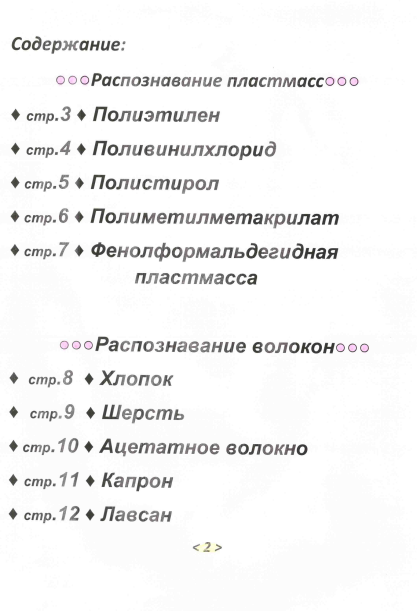 Содержание:
○○○Распознавание пластмасс○○○
♦ стр.3 ♦ Полиэтилен
♦ стр.4 ♦ Поливинилхлорид
♦ стр.5 ♦ Полистирол
♦ стр.6 ♦ Полиметилметакрилат
♦ стр.7 ♦ Фенолформальдегидная
пластмасса
○○○Распознавание волокон○○○
♦ стр.8 ♦ Хлопок
♦ стр.9 ♦ Шерсть
♦ стр.10 ♦ Ацетатное волокно
♦ стр.11 ♦ Капрон
♦ стр.12 ♦ Лавсан
< 2 >